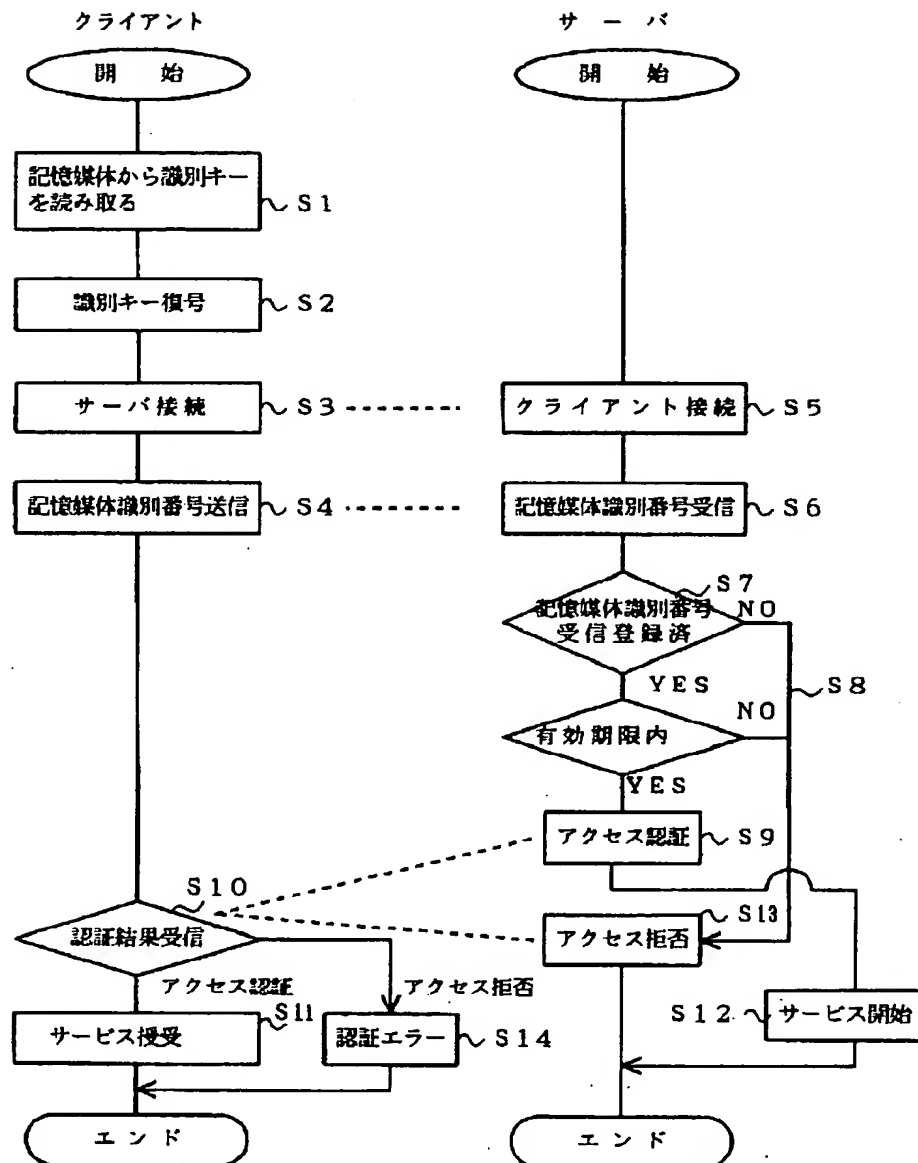 クライアント
サーバ
開始
開始
記憶媒体から識別キー
を読み取る
S1
識別キー復号
S2
サーバ接続
S3
クライアント接続
S5
記憶媒体識別番号送信
S4
記憶媒体識別番号受信
S6
S7
記憶媒体識別番号
受信登録済
NO
YES
S8
有効期限内
NO
YES
アクセス認証
S9
S10
認証結果受信
S13
アクセス拒否
アクセス認証
アクセス拒否
サービス授受
S11
認証エラー
S14
S12
サービス開始
エンド
エンド